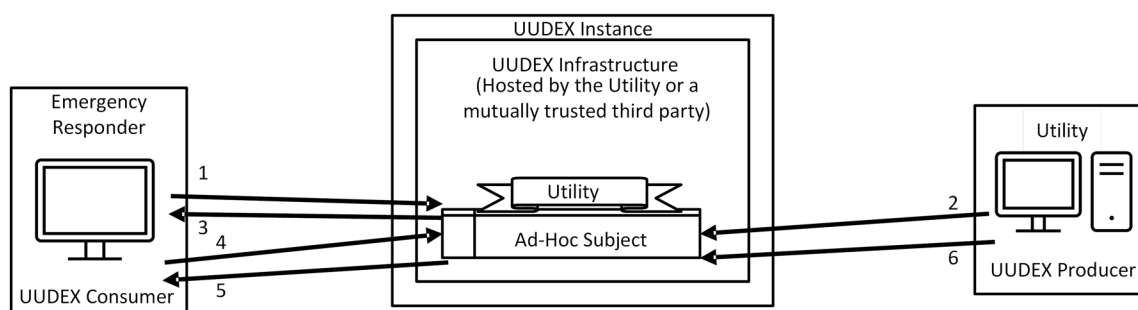 UUDEX Instance
UUDEX Infrastructure
(Hosted by the Utility or a
mutually trusted third party)
Emergency
Responder
1
3
4
5
UUDEX Consumer
Utility
Ad-Hoc Subject
Utility
2
6
UUDEX Producer